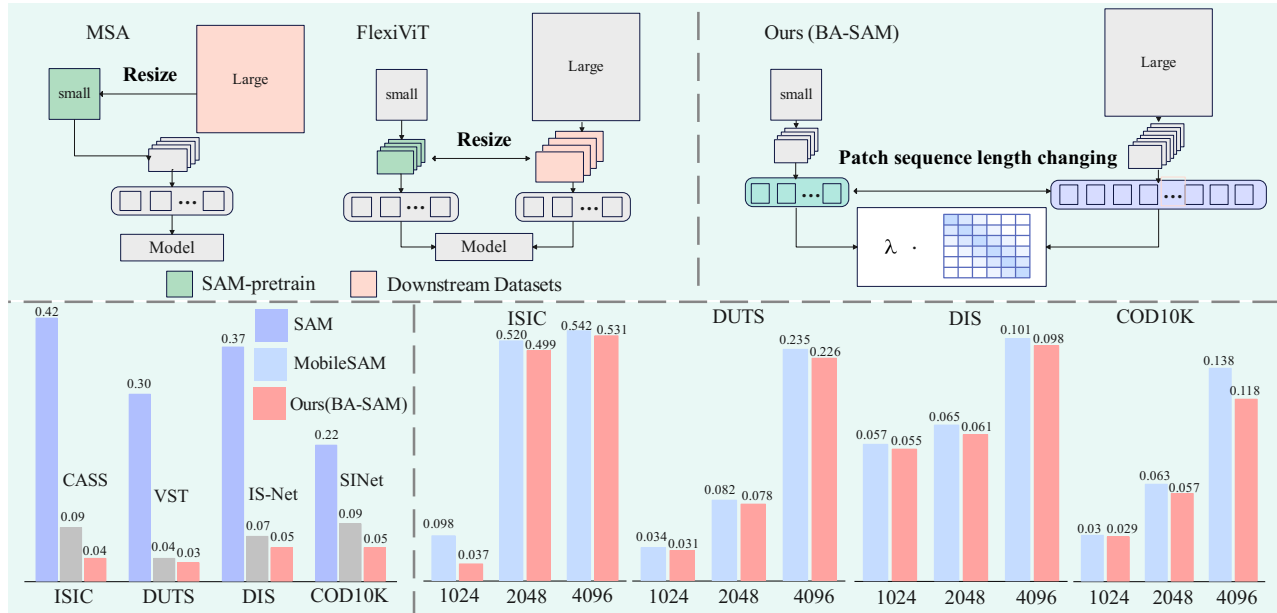 MSA
Large
Resize
small
...
Model
FlexiViT
Large
small
Resize
...
...
Model
SAM-pretrain
Downstream Datasets
Ours (BA-SAM)
Large
small
Patch sequence length changing
...
...
λ ·
0.42
0.30
0.37
0.22
SAM
MobileSAM
Ours(BA-SAM)
CASS
VST
IS-Net
SINet
0.09
0.04
0.04
0.03
0.07
0.05
0.09
0.05
ISIC
DUTS
DIS
COD10K
ISIC
0.098
0.037
0.520
0.499
0.542
0.531
1024
2048
4096
DUTS
0.034
0.031
0.082
0.078
0.235
0.226
1024
2048
4096
DIS
0.057
0.055
0.065
0.061
0.101
0.098
1024
2048
4096
COD10K
0.03
0.029
0.063
0.057
0.138
0.118
1024
2048
4096